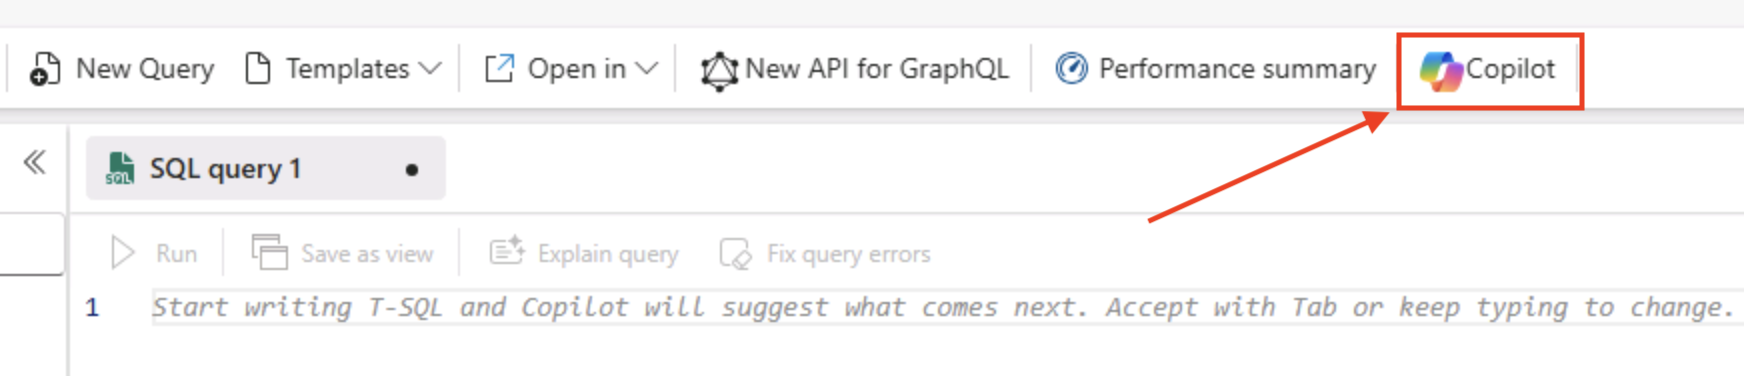 New Query Templates Open in New API for GraphQL Performance summary Copilot
SQL query 1
Run Save as view Explain query Fix query errors
1 Start writing T-SQL and Copilot will suggest what comes next. Accept with Tab or keep typing to change.